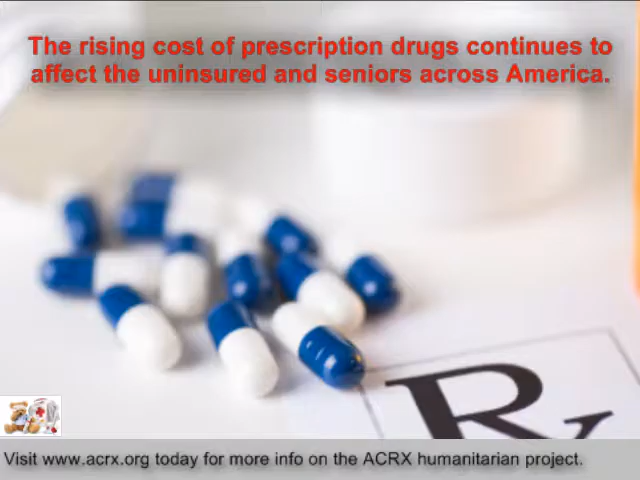 The rising cost of prescription drugs continues to
affect the uninsured and seniors across America.
R
Visit www.acrx.org today for more info on the ACRX humanitarian project.